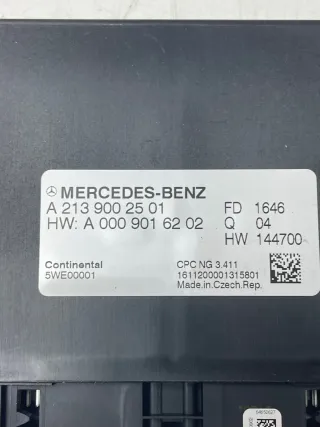 MERCEDES-BENZ
A 213 900 25 01 FD 1646
HW: A 000 901 62 02 Q 04
HW 144700
Continental CPC NG 3.411
5WE00001 1611200001315801
Made.in.Czech.Rep.